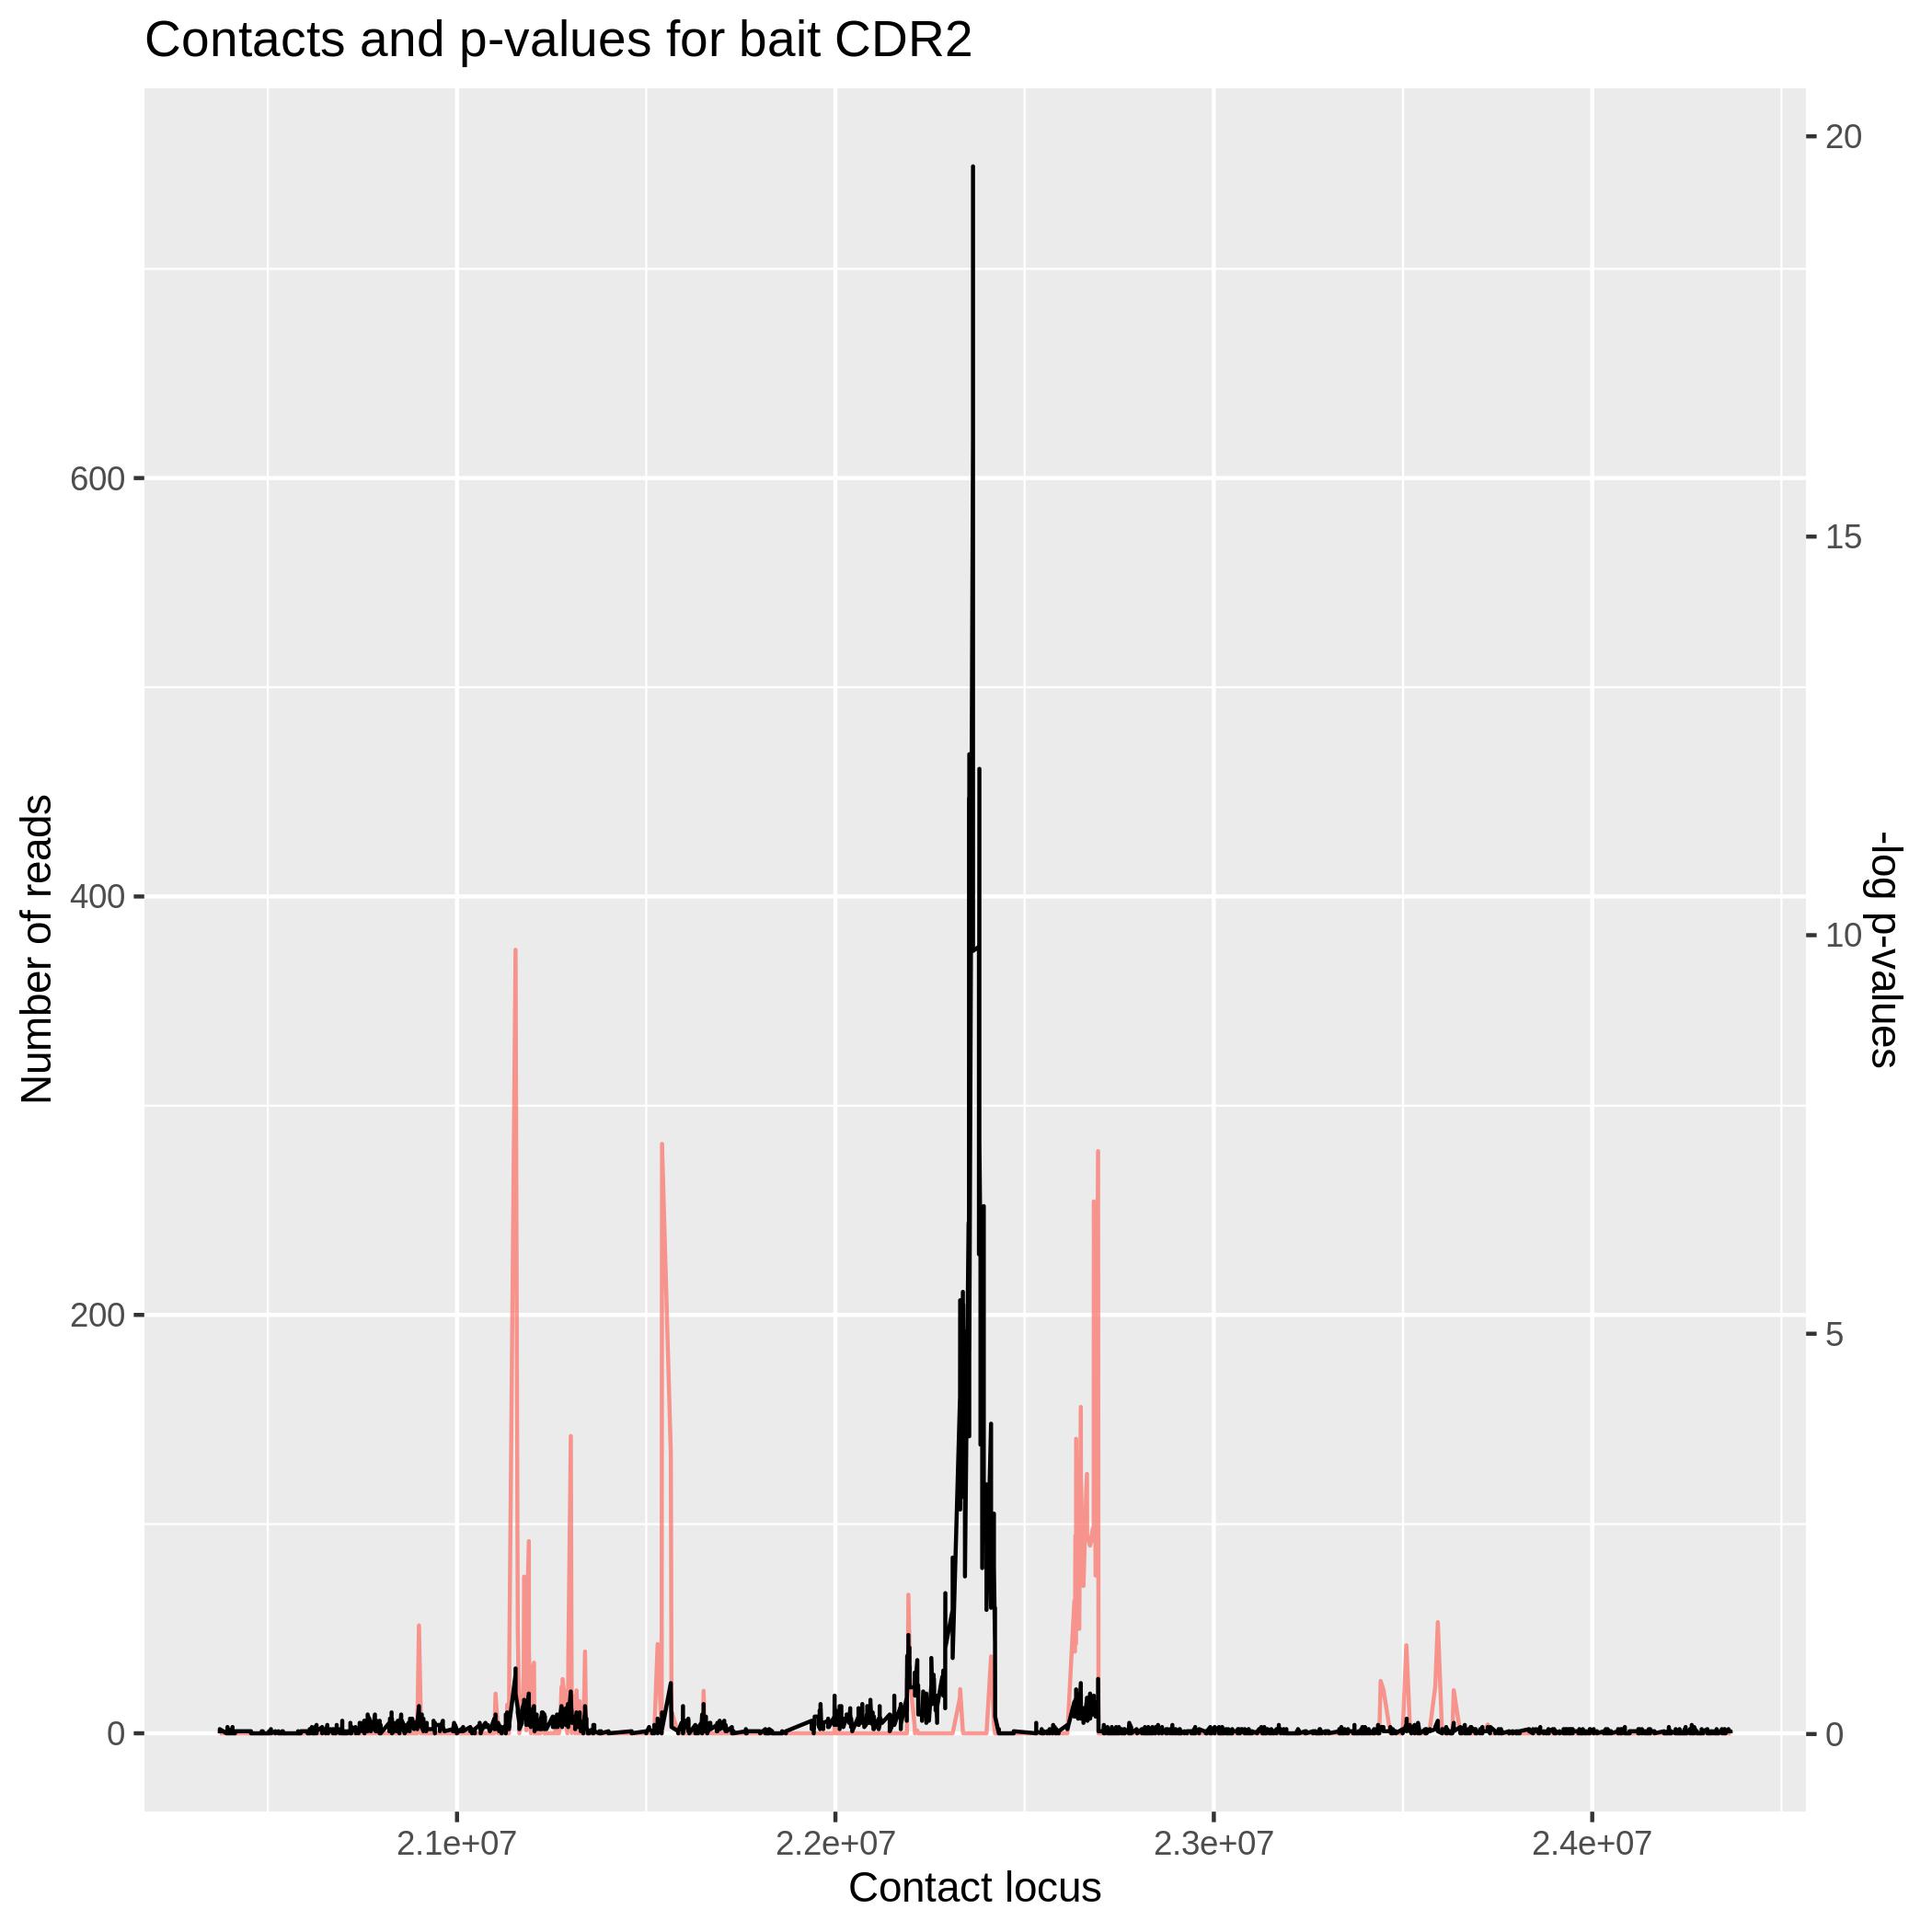 Contacts and p-values for bait CDR2
Number of reads
600
400
200
0
20
15
10
5
0
-log p-values
2.1e+07
2.2e+07
2.3e+07
2.4e+07
Contact locus